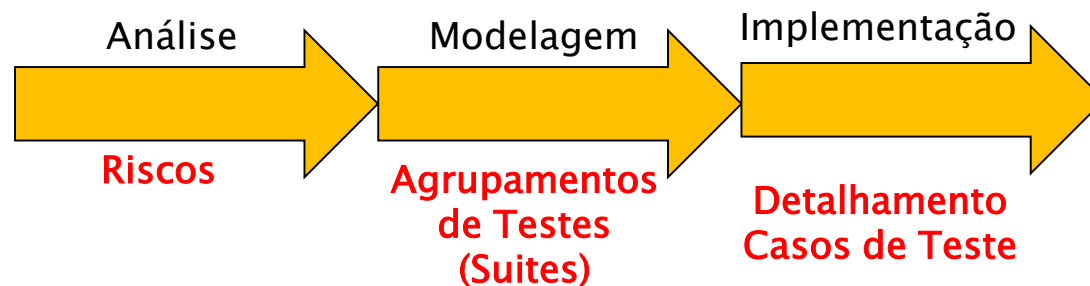 Análise
Modelagem
Implementação
Riscos
Agrupamentos
de Testes
(Suites)
Detalhamento
Casos de Teste